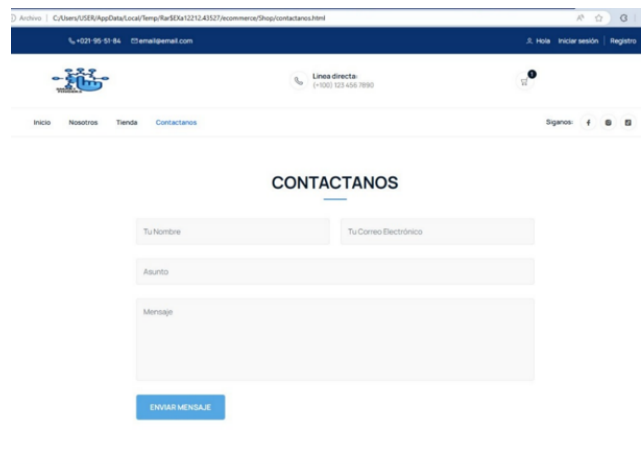 Archivo | C:/Users/USER/AppData/Local/Temp/Rar$EXa12212.43527/ecommerce/Shop/contactanos.html
+021-95-51-84 email@email.com Hola Iniciar sesión | Registro
Linea directa:
(+100) 123 456 7890
0
Inicio Nosotros Tienda Contactanos Siganos:
CONTACTANOS
Tu Nombre Tu Correo Electrónico
Asunto
Mensaje
ENVIAR MENSAJE